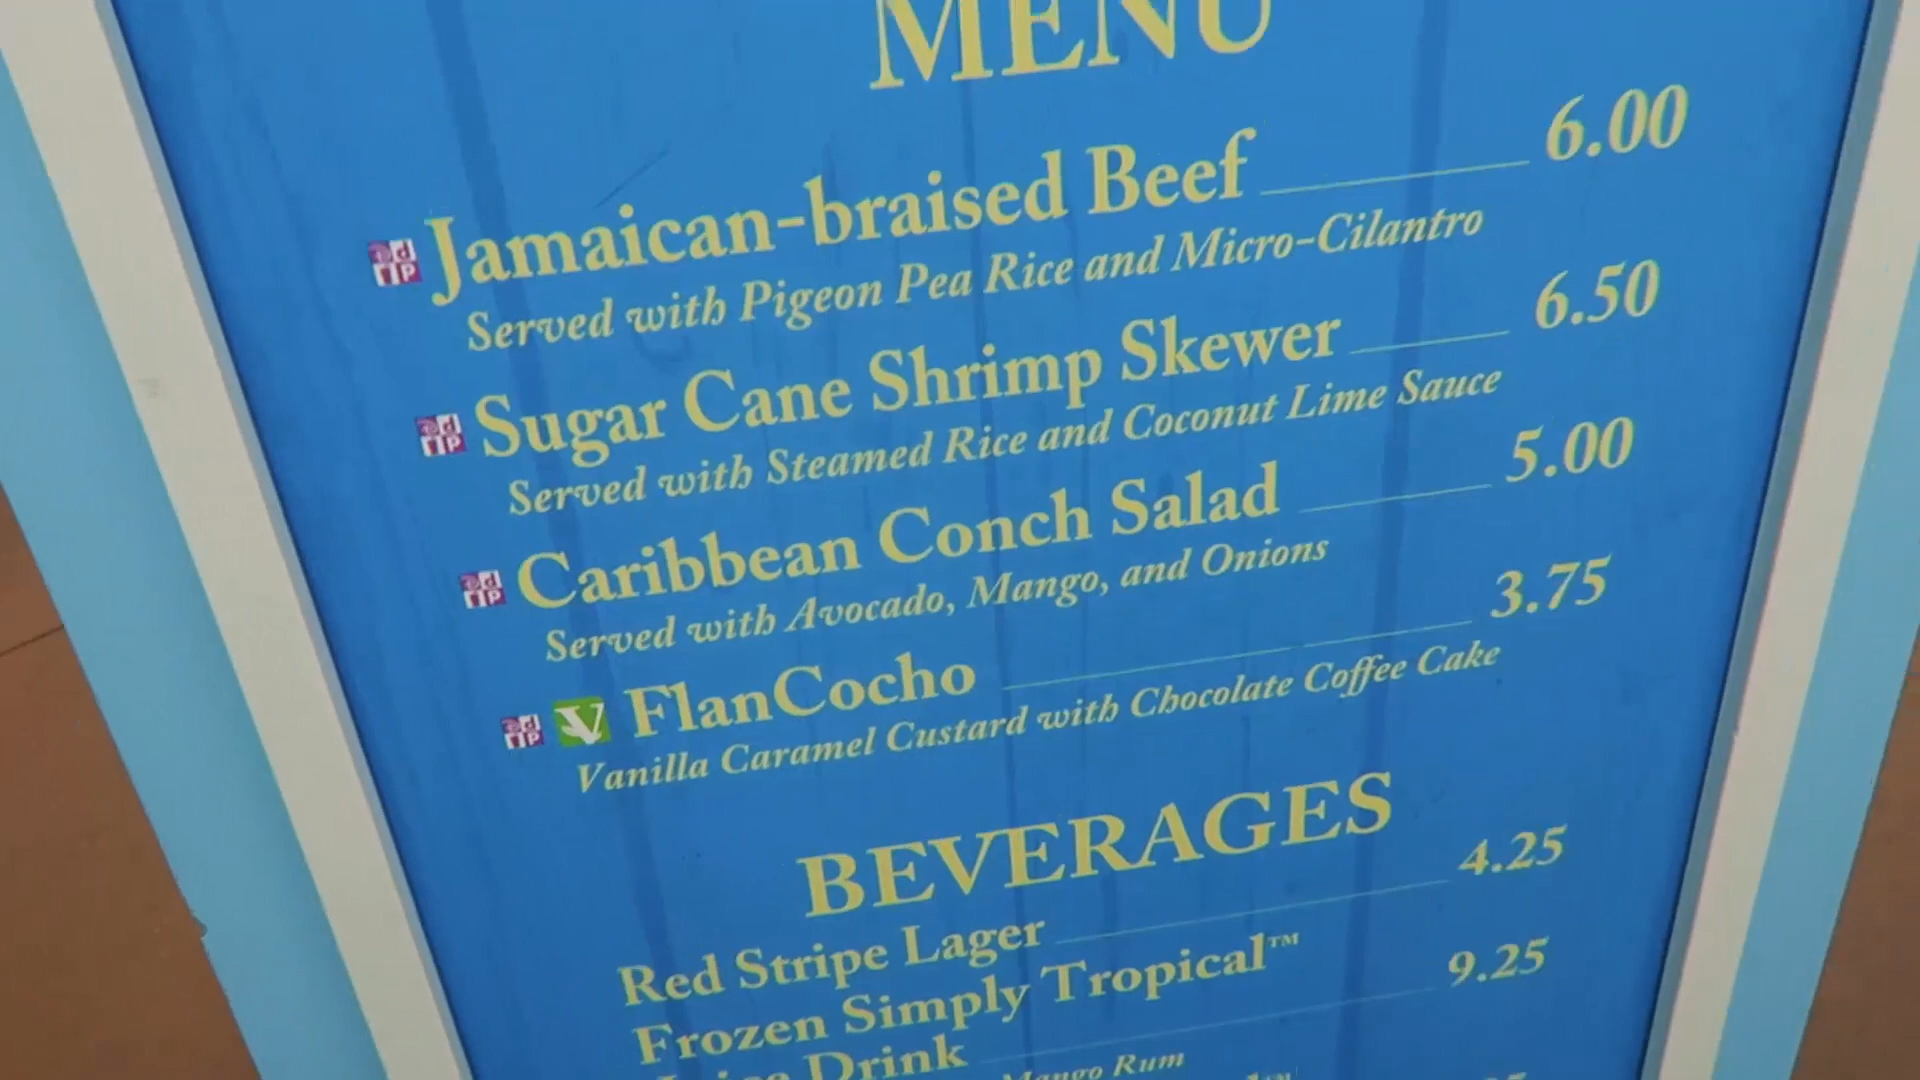 MENU
Jamaican-braised Beef 6.00
Served with Pigeon Pea Rice and Micro-Cilantro
Sugar Cane Shrimp Skewer 6.50
Served with Steamed Rice and Coconut Lime Sauce
Caribbean Conch Salad 5.00
Served with Avocado, Mango, and Onions
V FlanCocho 3.75
Vanilla Caramel Custard with Chocolate Coffee Cake
BEVERAGES
Red Stripe Lager 4.25
Frozen Simply Tropical™ 9.25
Drink
Mango Rum